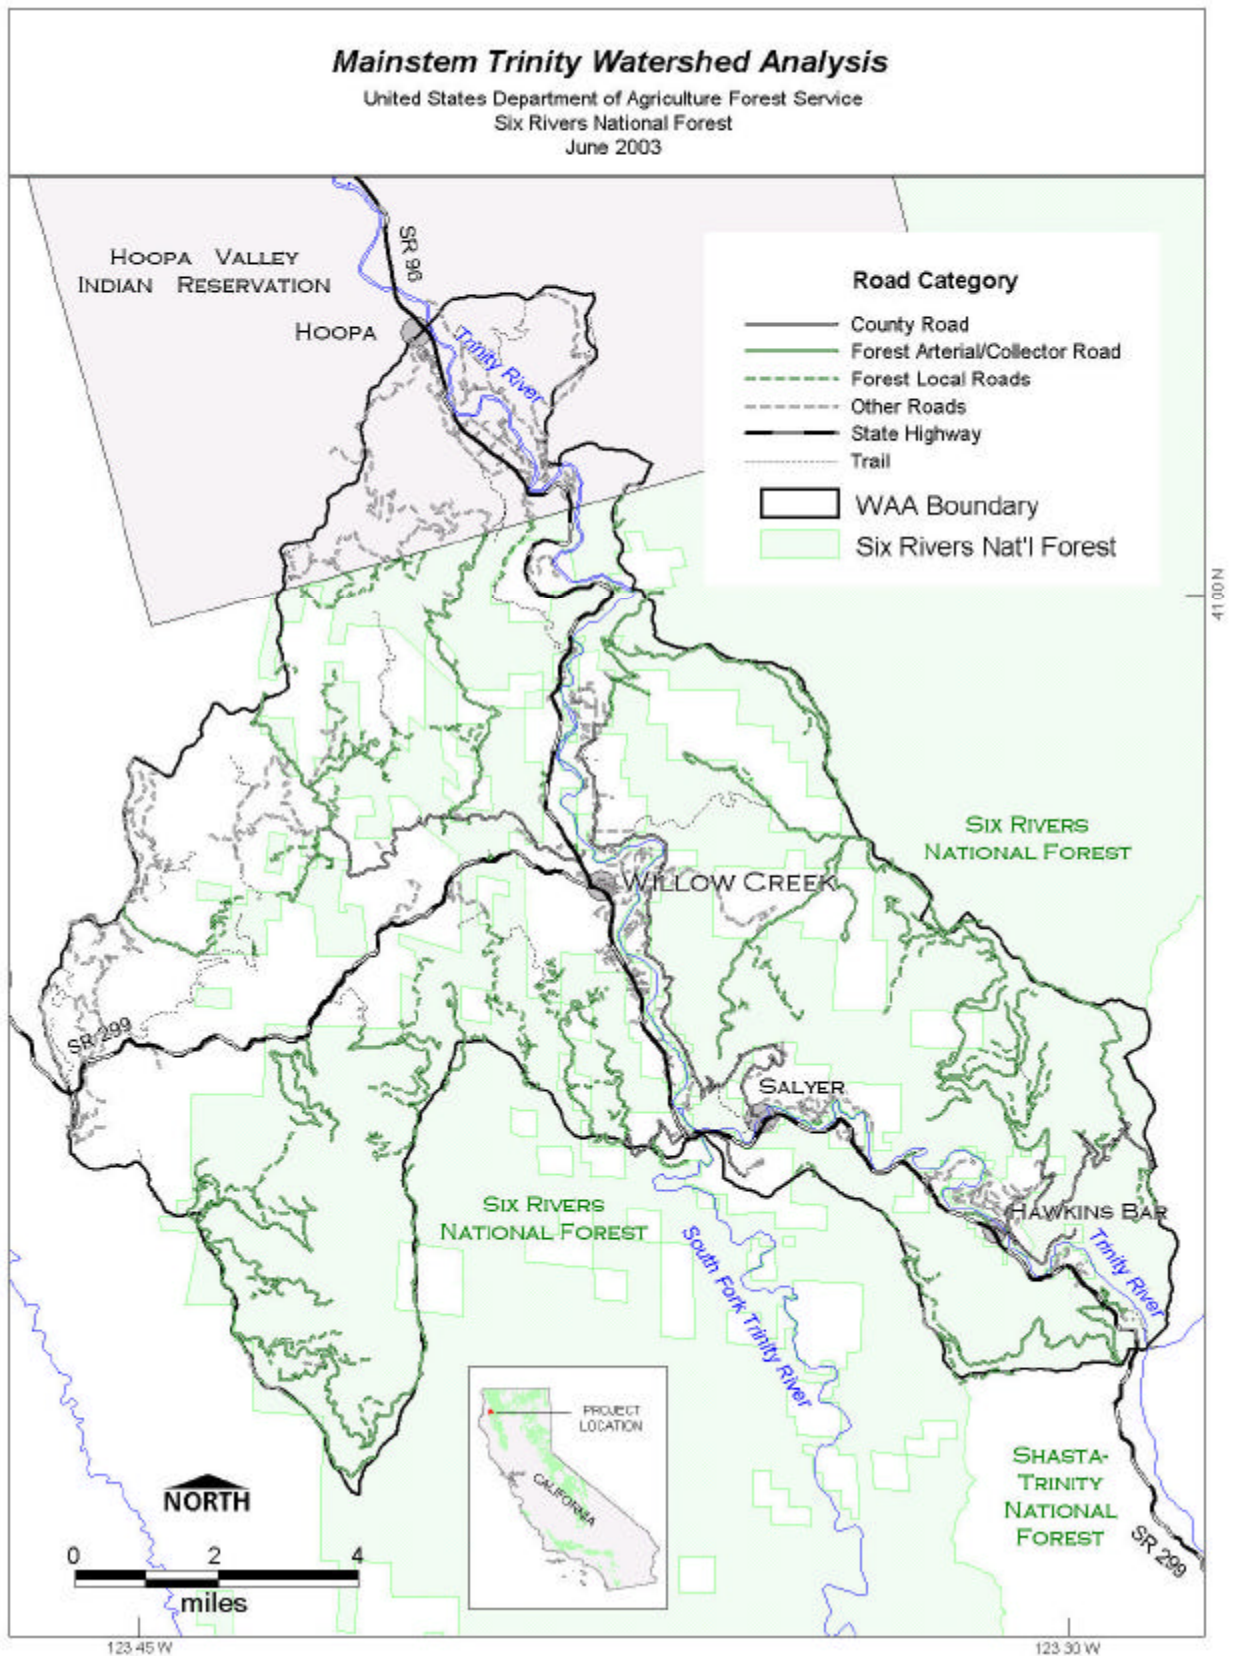 Mainstem Trinity Watershed Analysis
United States Department of Agriculture Forest Service
Six Rivers National Forest
June 2003
HOOPA VALLEY
INDIAN RESERVATION
SR 96
HOOPA
Trinity River
Road Category
County Road
Forest Arterial/Collector Road
Forest Local Roads
Other Roads
State Highway
Trail
WAA Boundary
Six Rivers Nat'l Forest
4100 N
SIX RIVERS
NATIONAL FOREST
WILLOW CREEK
SR 299
SALYER
SIX RIVERS
NATIONAL FOREST
HAWKINS BAR
Trinity River
South Fork Trinity River
PROJECT
LOCATION
CALIFORNIA
SHASTA-
TRINITY
NATIONAL
FOREST
SR 299
NORTH
0 2 4
miles
123 45 W
123 30 W